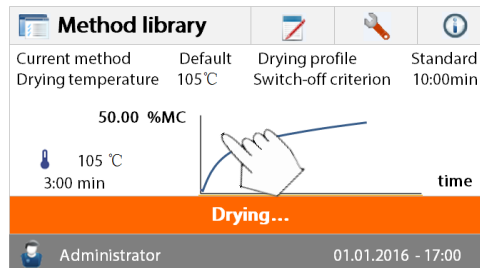 Method library
Current method Default Drying profile Standard
Drying temperature 105℃ Switch-off criterion 10:00min
50.00 %MC
105 ℃
3:00 min
time
Drying...
Administrator 01.01.2016 - 17:00